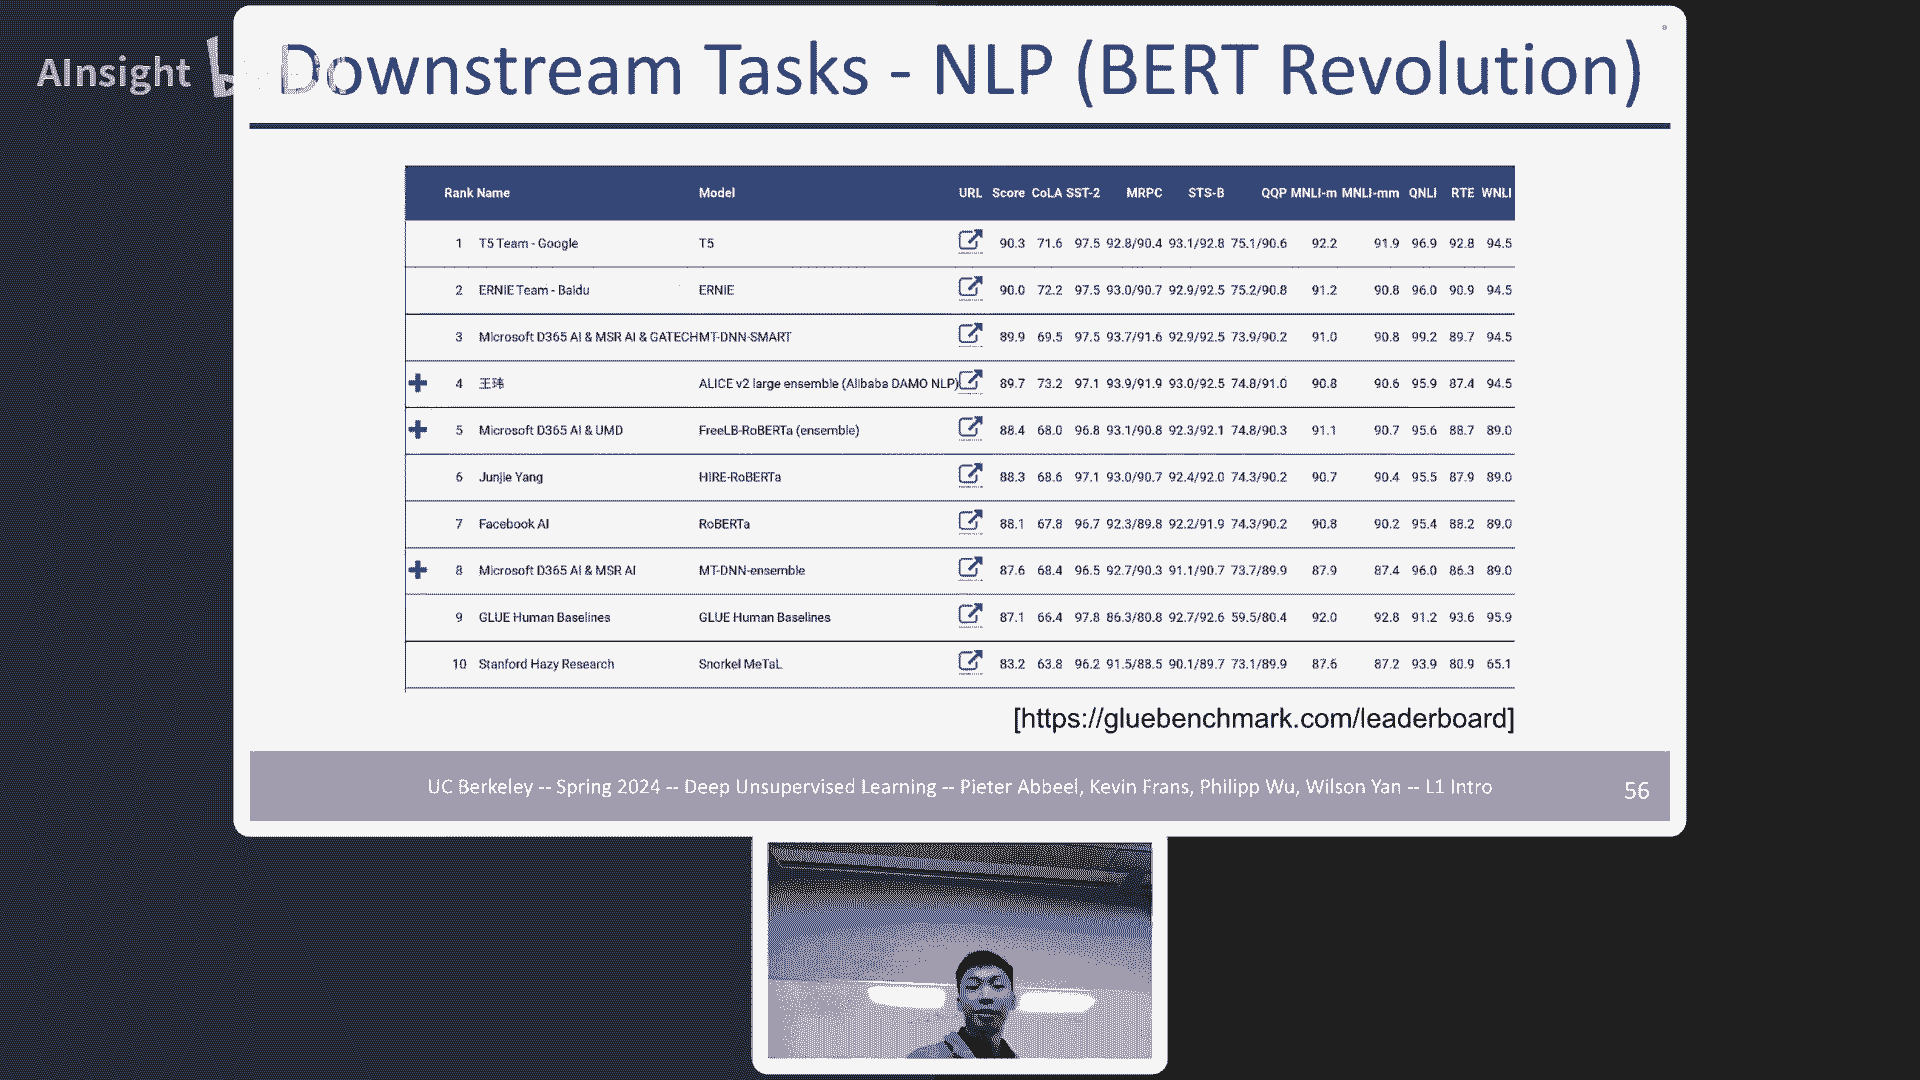 AInsight
Downstream Tasks - NLP (BERT Revolution)
Rank Name Model URL Score CoLA SST-2 MRPC STS-B QQP MNLI-m MNLI-mm QNLI RTE WNLI
1 T5 Team - Google T5 90.3 71.6 97.5 92.8/90.4 93.1/92.8 75.1/90.6 92.2 91.9 96.9 92.8 94.5
2 ERNIE Team - Baidu ERNIE 90.0 72.2 97.5 93.0/90.7 92.9/92.5 75.2/90.8 91.2 90.8 96.0 90.9 94.5
3 Microsoft D365 AI & MSR AI & GATECH MT-DNN-SMART 89.9 69.5 97.5 93.7/91.6 92.9/92.5 73.9/90.2 91.0 90.8 99.2 89.7 94.5
4 王玮 ALICE v2 large ensemble (Alibaba DAMO NLP) 89.7 73.2 97.1 93.9/91.9 93.0/92.5 74.8/91.0 90.8 90.6 95.9 87.4 94.5
5 Microsoft D365 AI & UMD FreeLB-RoBERTa (ensemble) 88.4 68.0 96.8 93.1/90.8 92.3/92.1 74.8/90.3 91.1 90.7 95.6 88.7 89.0
6 Junjie Yang HIRE-RoBERTa 88.3 68.6 97.1 93.0/90.7 92.4/92.0 74.3/90.2 90.7 90.4 95.5 87.9 89.0
7 Facebook AI RoBERTa 88.1 67.8 96.7 92.3/89.8 92.2/91.9 74.3/90.2 90.8 90.2 95.4 88.2 89.0
8 Microsoft D365 AI & MSR AI MT-DNN-ensemble 87.6 68.4 96.5 92.7/90.3 91.1/90.7 73.7/89.9 87.9 87.4 96.0 86.3 89.0
9 GLUE Human Baselines GLUE Human Baselines 87.1 66.4 97.8 86.3/80.8 92.7/92.6 59.5/80.4 92.0 92.8 91.2 93.6 95.9
10 Stanford Hazy Research Snorkel MeTaL 83.2 63.8 96.2 91.5/88.5 90.1/89.7 73.1/89.9 87.6 87.2 93.9 80.9 65.1
[https://gluebenchmark.com/leaderboard]
UC Berkeley -- Spring 2024 -- Deep Unsupervised Learning -- Pieter Abbeel, Kevin Frans, Philipp Wu, Wilson Yan -- L1 Intro
56